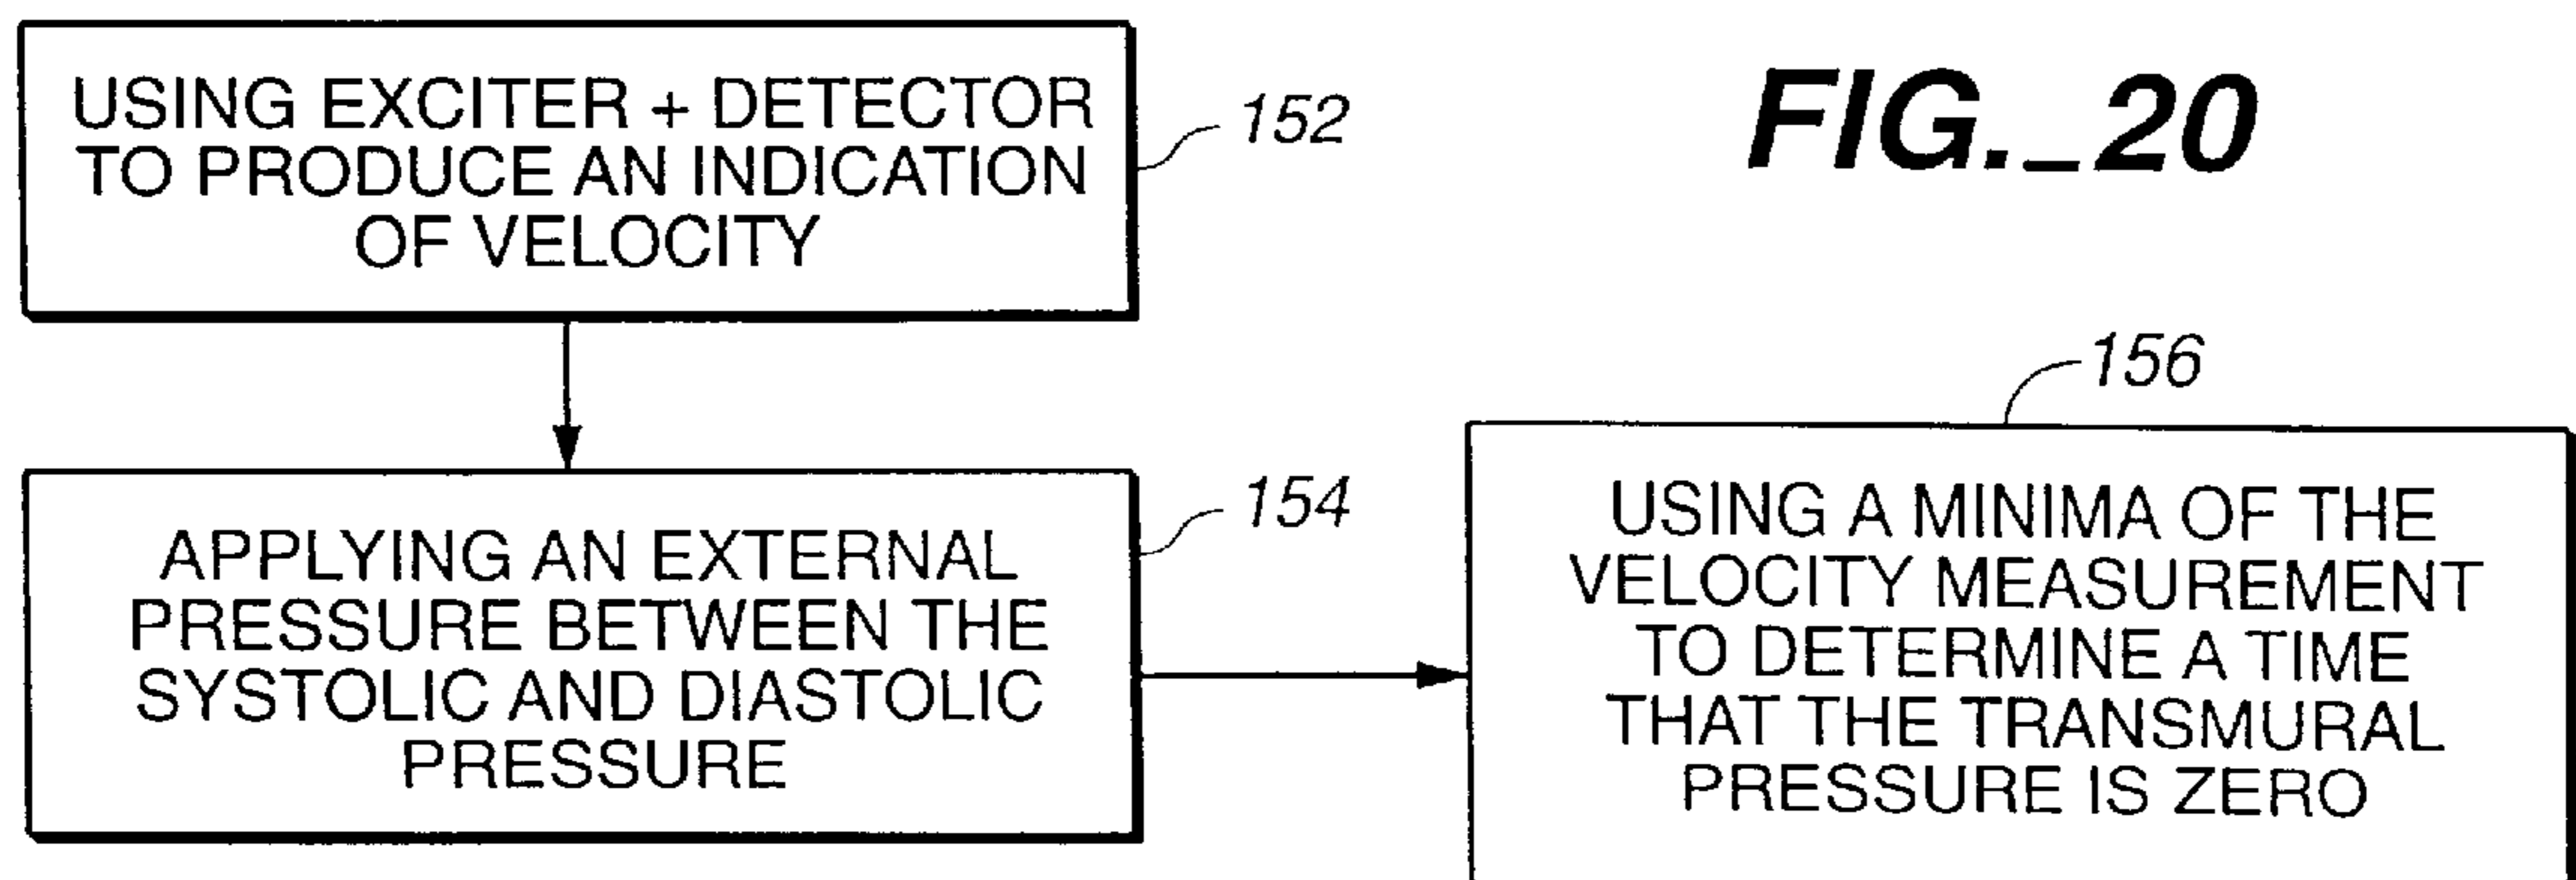 USING EXCITER + DETECTOR
TO PRODUCE AN INDICATION
OF VELOCITY
152
FIG._20
APPLYING AN EXTERNAL
PRESSURE BETWEEN THE
SYSTOLIC AND DIASTOLIC
PRESSURE
154
156
USING A MINIMA OF THE
VELOCITY MEASUREMENT
TO DETERMINE A TIME
THAT THE TRANSMURAL
PRESSURE IS ZERO